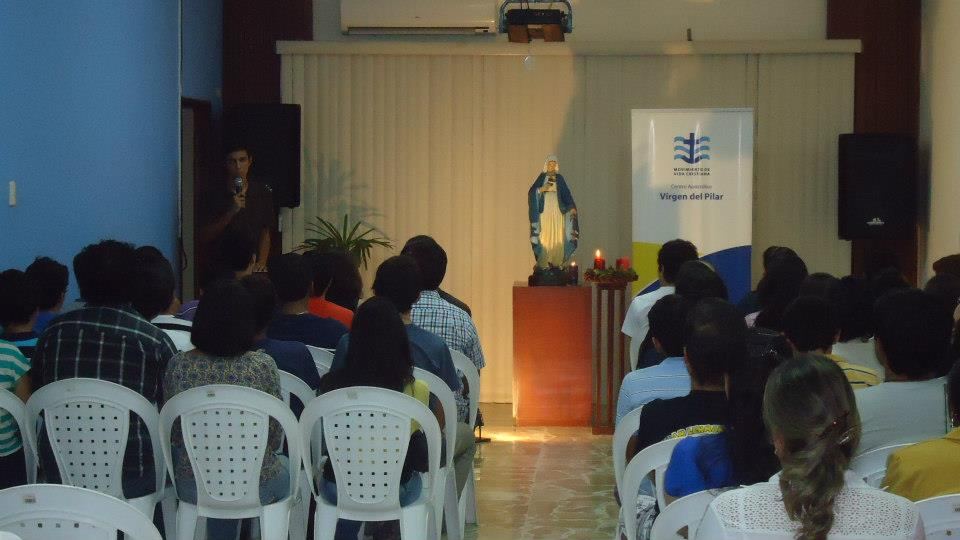 MOVIMIENTO DE
VIDA CRISTIANA
Centro Apostólico
Virgen del Pilar